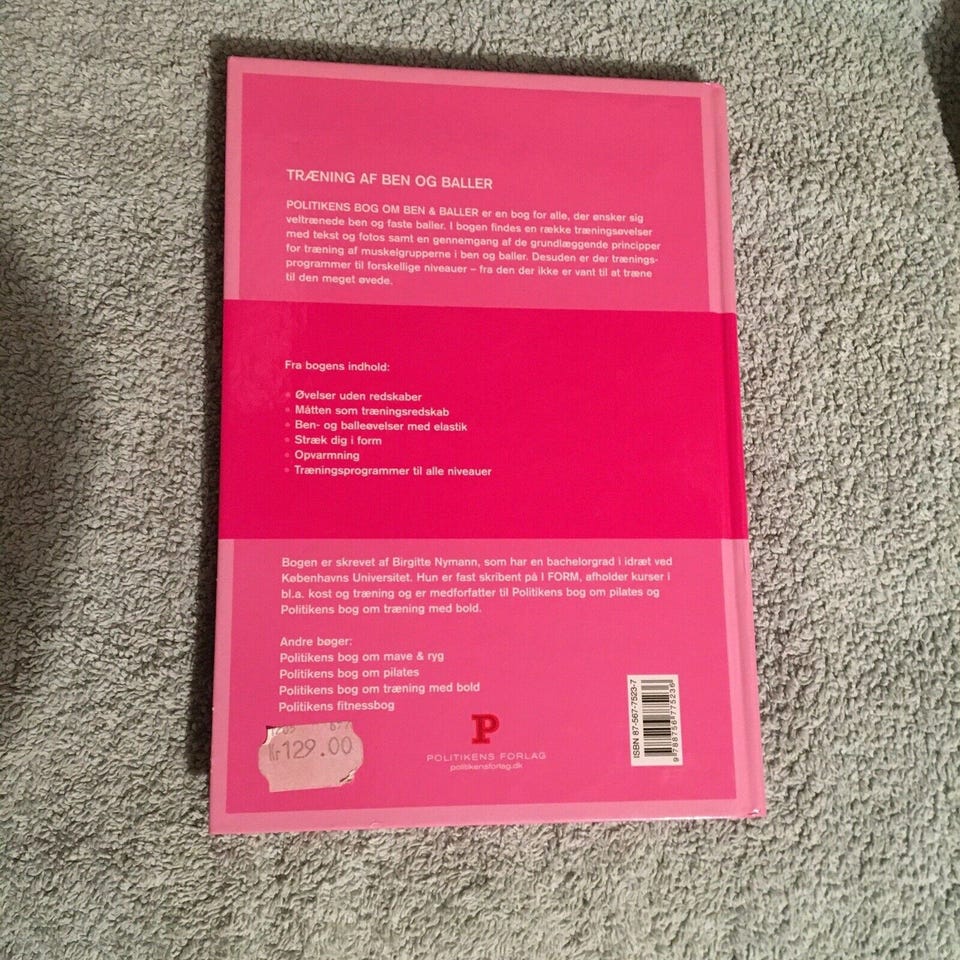 TRÆNING AF BEN OG BALLER
POLITIKENS BOG OM BEN & BALLER er en bog for alle, der ønsker sig
veltrænede ben og faste baller. I bogen findes en række træningsøvelser
med tekst og fotos samt en gennemgang af de grundlæggende principper
for træning af muskelgrupperne i ben og baller. Desuden er der trænings-
programmer til forskellige niveauer – fra den der ikke er vant til at træne
til den meget øvede.
Fra bogens indhold:
• Øvelser uden redskaber
• Måtten som træningsredskab
• Ben- og balleøvelser med elastik
• Stræk dig i form
• Opvarmning
• Træningsprogrammer til alle niveauer
Bogen er skrevet af Birgitte Nymann, som har en bachelorgrad i idræt ved
Københavns Universitet. Hun er fast skribent på I FORM, afholder kurser i
bl.a. kost og træning og er medforfatter til Politikens bog om pilates og
Politikens bog om træning med bold.
Andre bøger:
Politikens bog om mave & ryg
Politikens bog om pilates
Politikens bog om træning med bold
Politikens fitnessbog
kr129.00
P
POLITIKENS FORLAG
politikensforlag.dk
ISBN 87-567-7523-7
9788756775236